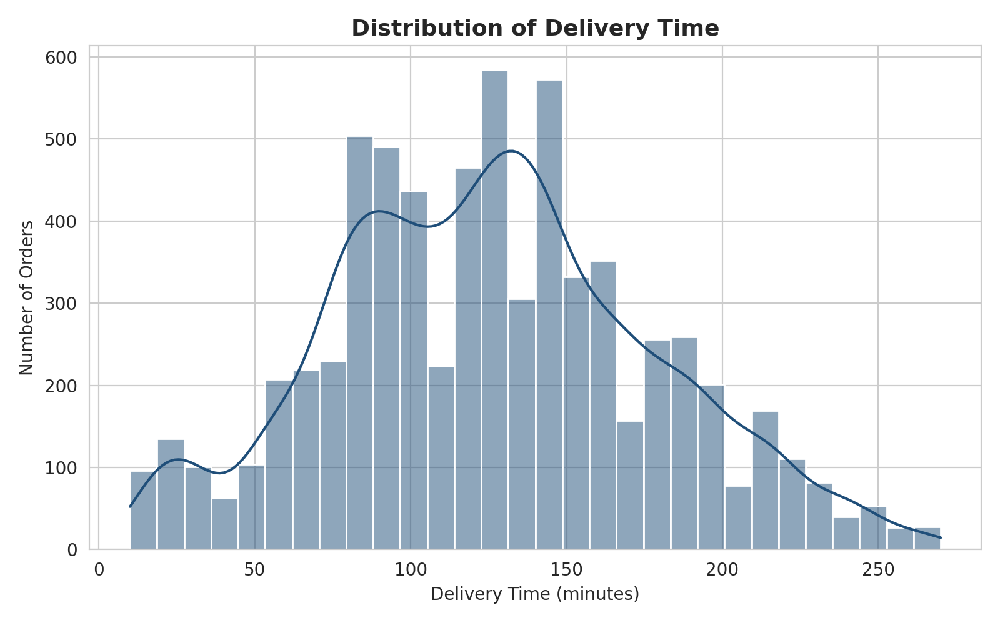 Distribution of Delivery Time
600
500
400
300
200
100
0
Number of Orders
0 50 100 150 200 250
Delivery Time (minutes)